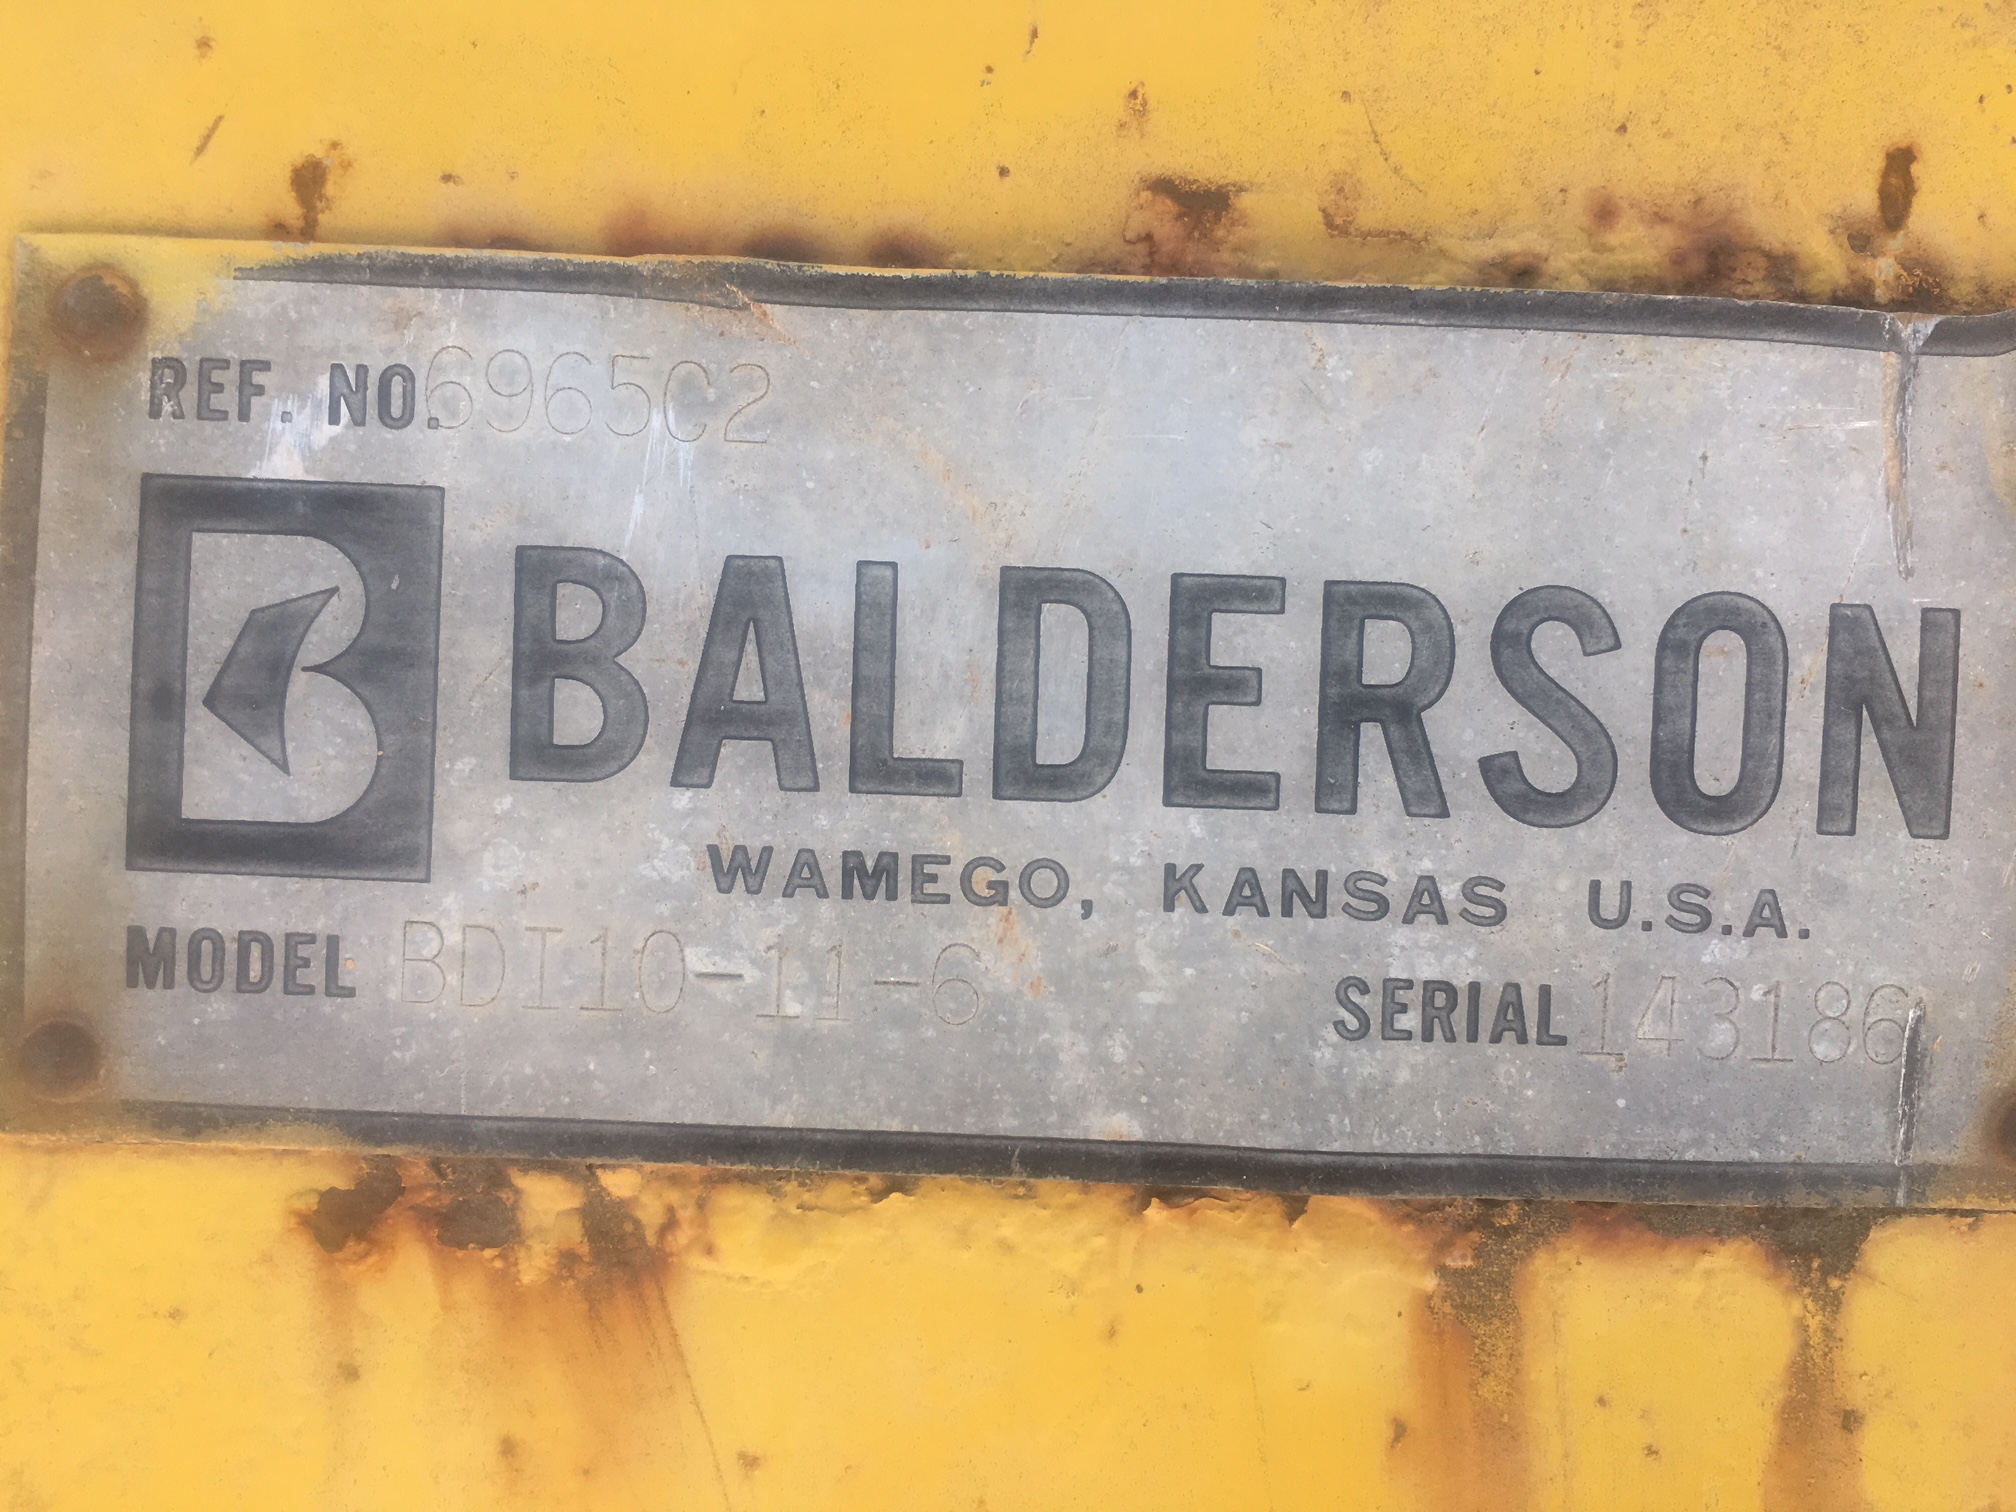 REF. NO. 6965C2
B BALDERSON
WAMEGO, KANSAS U.S.A.
MODEL BDI10-11-6 SERIAL 143186